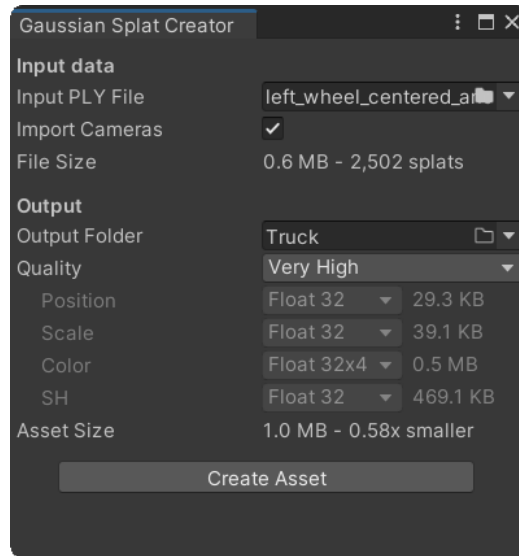 Gaussian Splat Creator
Input data
Input PLY File left_wheel_centered_a
Import Cameras
File Size 0.6 MB - 2,502 splats
Output
Output Folder Truck
Quality Very High
Position Float 32 29.3 KB
Scale Float 32 39.1 KB
Color Float 32x4 0.5 MB
SH Float 32 469.1 KB
Asset Size 1.0 MB - 0.58x smaller
Create Asset